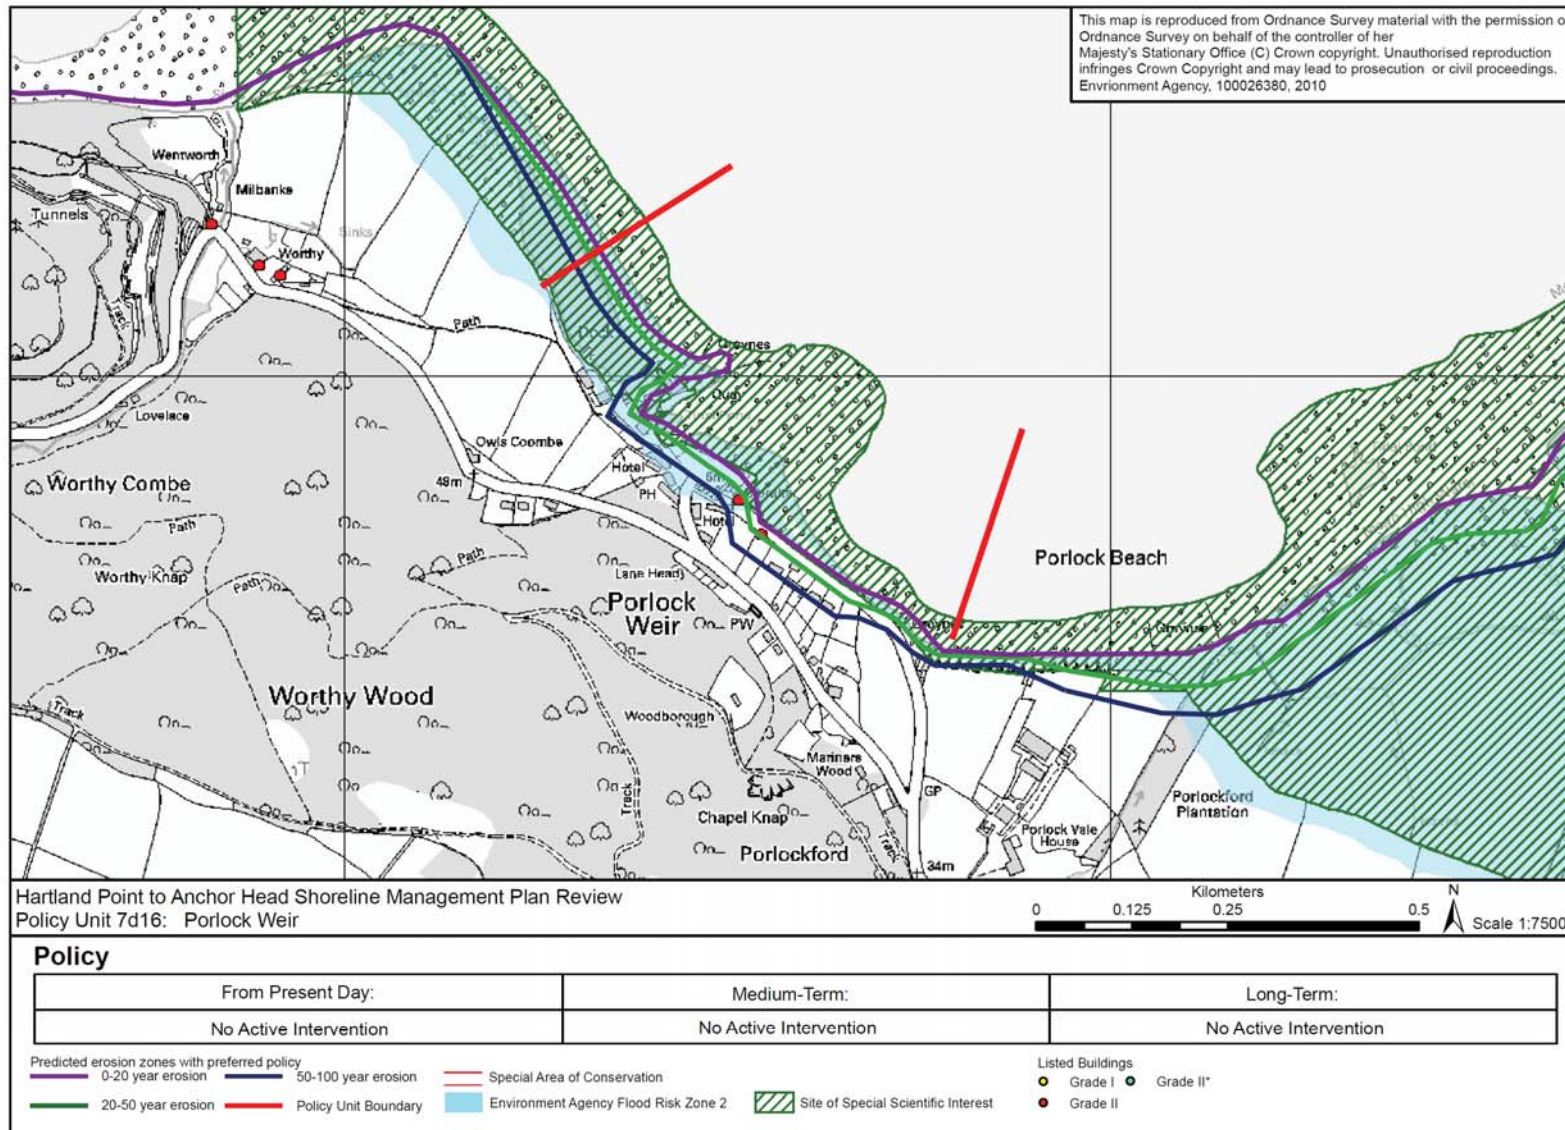 This map is reproduced from Ordnance Survey material with the permission o
Ordnance Survey on behalf of the controller of her
Majesty's Stationary Office (C) Crown copyright. Unauthorised reproduction
infringes Crown Copyright and may lead to prosecution or civil proceedings.
Envrionment Agency, 100026380, 2010
Wentworth
Milbanke
Tunnels
Sinks
Worthy
Track
Path
Dock
Groynes
Quay
Lovelace
Owls Coombe
Hotel
48m
Worthy Combe
PH
Hotel
Path
Path
Porlock Beach
Worthy Knap
Path
Lane Head
Porlock
Weir
PW
Groynes
Worthy Wood
Track
Woodborough
Mariners
Wood
Track
GP
Chapel Knap
Porlockford
Plantation
Porlock Vale
House
Porlockford
Track
34m
Hartland Point to Anchor Head Shoreline Management Plan Review
Policy Unit 7d16: Porlock Weir
Kilometers
0 0.125 0.25 0.5
N
Scale 1:7500
Policy
From Present Day: Medium-Term: Long-Term:
No Active Intervention No Active Intervention No Active Intervention
Predicted erosion zones with preferred policy
0-20 year erosion 50-100 year erosion Special Area of Conservation
20-50 year erosion Policy Unit Boundary Environment Agency Flood Risk Zone 2 Site of Special Scientific Interest
Listed Buildings
Grade I Grade II*
Grade II